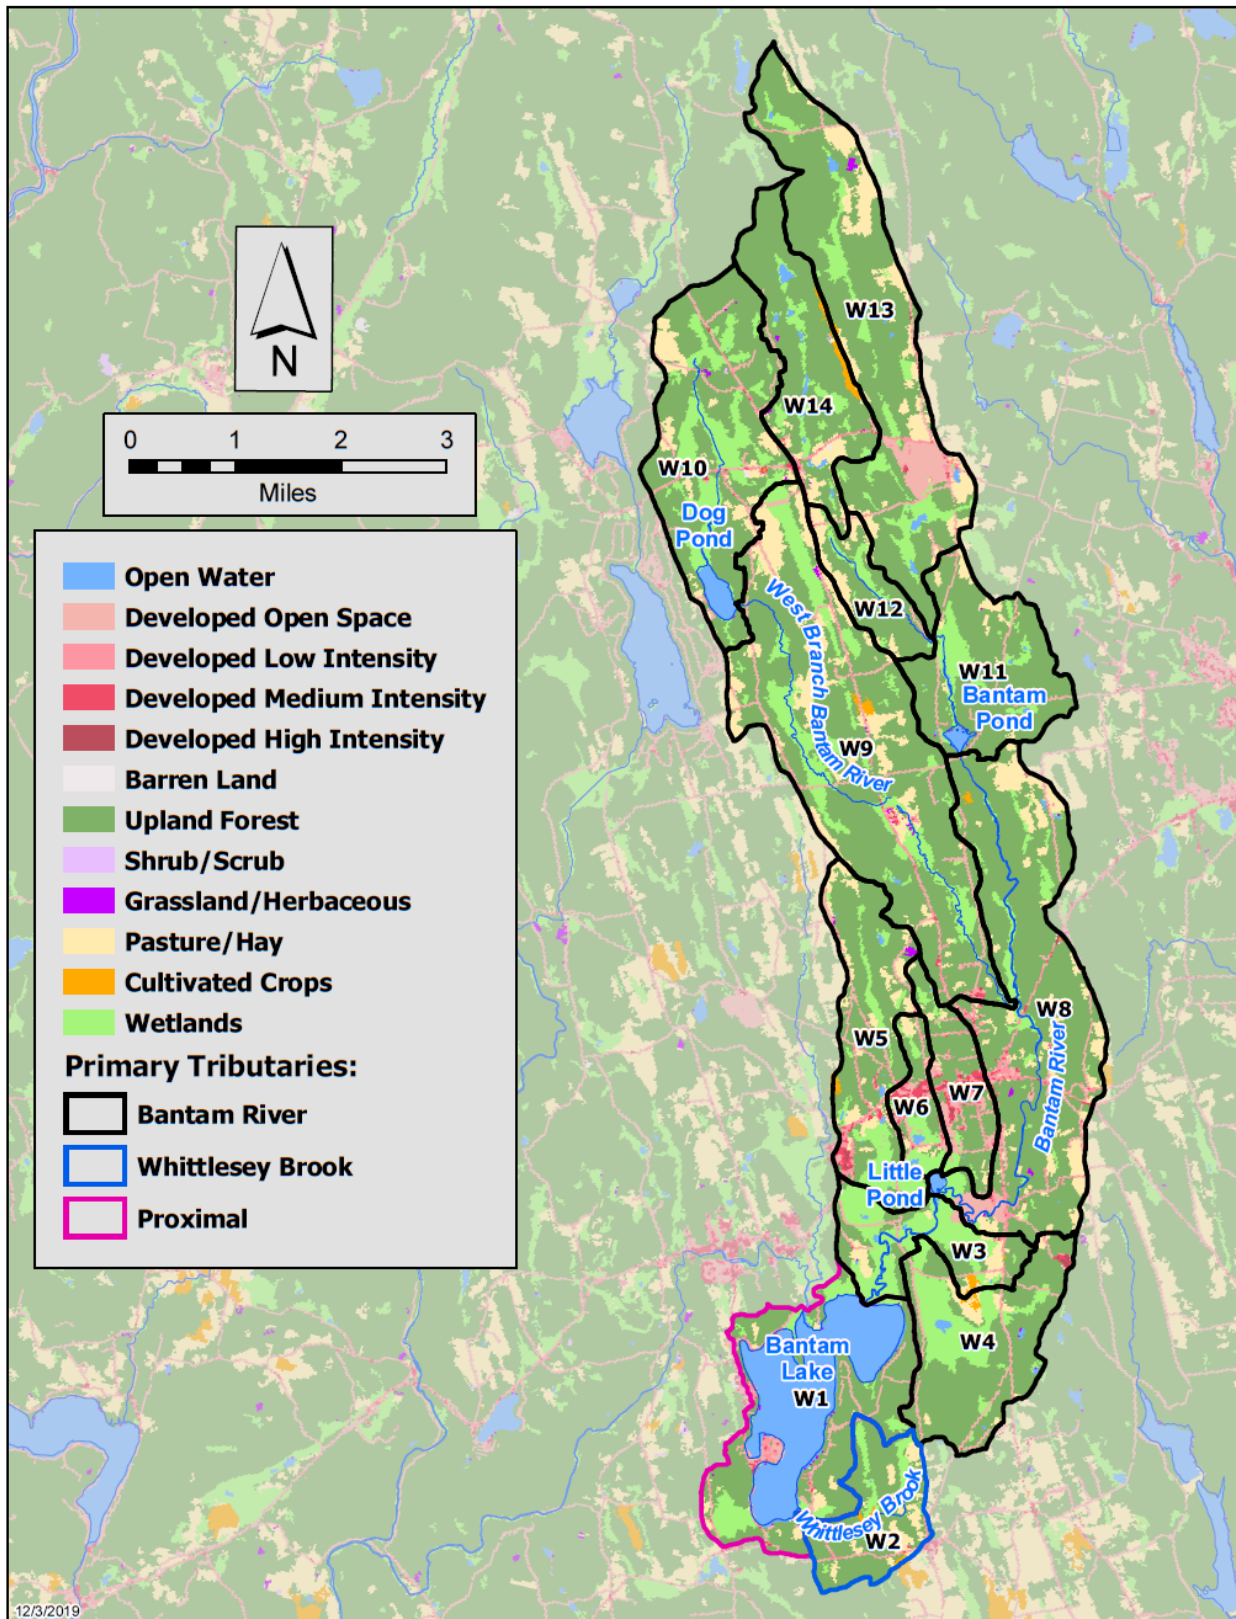 N
0 1 2 3
Miles
Open Water
Developed Open Space
Developed Low Intensity
Developed Medium Intensity
Developed High Intensity
Barren Land
Upland Forest
Shrub/Scrub
Grassland/Herbaceous
Pasture/Hay
Cultivated Crops
Wetlands
Primary Tributaries:
Bantam River
Whittlesey Brook
Proximal
W13
W14
W10
Dog
Pond
W12
West Branch Bantam River
W11
Bantam
Pond
W9
W8
W5
Bantam River
W7
W6
Little
Pond
W3
W4
Bantam
Lake
W1
Whittlesey Brook
W2
12/3/2019